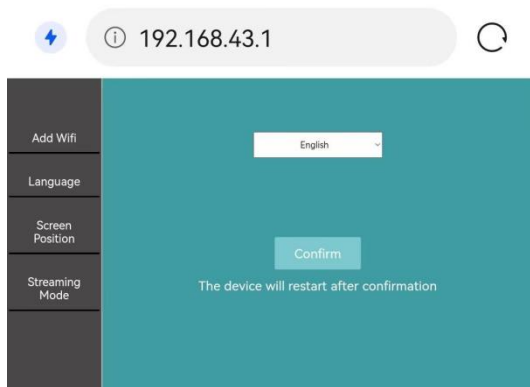 192.168.43.1
Add Wifi
Language
Screen
Position
Streaming
Mode
English
Confirm
The device will restart after confirmation